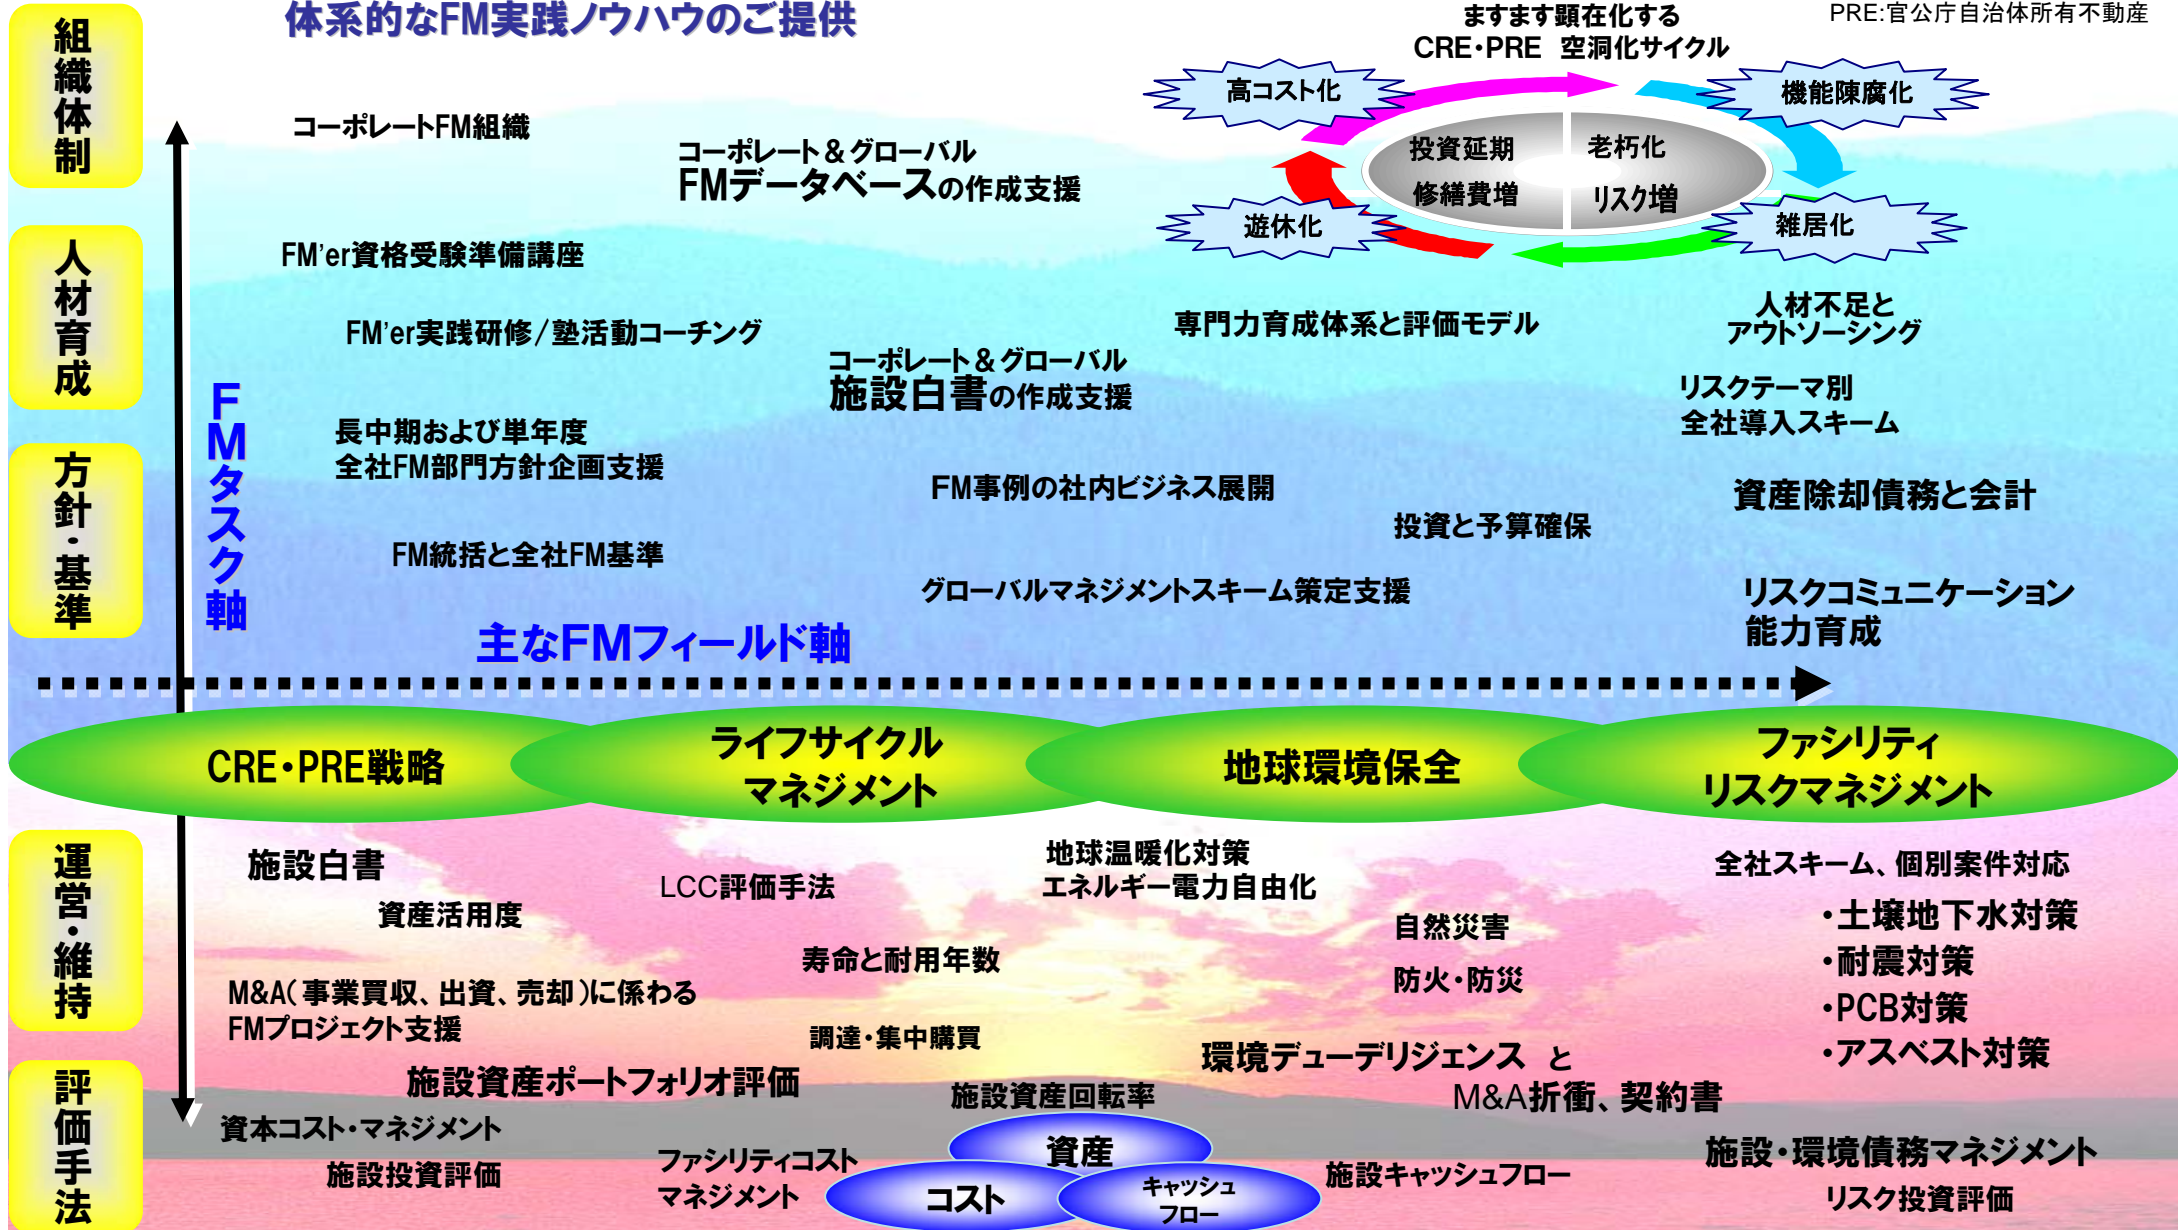 体系的なFM実践ノウハウのご提供
ますます顕在化する
CRE・PRE 空洞化サイクル
PRE:官公庁自治体所有不動産
高コスト化
機能陳腐化
投資延期
老朽化
修繕費増
リスク増
遊休化
雑居化
組織体制
人材育成
方針・基準
FMタスク軸
コーポレートFM組織
コーポレート＆グローバル
FMデータベースの作成支援
FM'er資格受験準備講座
FM'er実践研修/塾活動コーチング
コーポレート＆グローバル
施設白書の作成支援
専門力育成体系と評価モデル
人材不足と
アウトソーシング
リスクテーマ別
全社導入スキーム
長中期および単年度
全社FM部門方針企画支援
FM事例の社内ビジネス展開
資産除却債務と会計
投資と予算確保
FM統括と全社FM基準
グローバルマネジメントスキーム策定支援
リスクコミュニケーション
能力育成
主なFMフィールド軸
CRE・PRE戦略
ライフサイクル
マネジメント
地球環境保全
ファシリティ
リスクマネジメント
運営・維持
評価手法
施設白書
資産活用度
LCC評価手法
地球温暖化対策
エネルギー電力自由化
全社スキーム、個別案件対応
自然災害
・土壌地下水対策
寿命と耐用年数
・耐震対策
防火・防災
M&A(事業買収、出資、売却)に係わる
FMプロジェクト支援
・PCB対策
調達・集中購買
・アスベスト対策
環境デューデリジェンス と
M&A折衝、契約書
施設資産ポートフォリオ評価
施設資産回転率
資本コスト・マネジメント
施設投資評価
ファシリティコスト
マネジメント
資産
コスト
キャッシュ
フロー
施設キャッシュフロー
施設・環境債務マネジメント
リスク投資評価